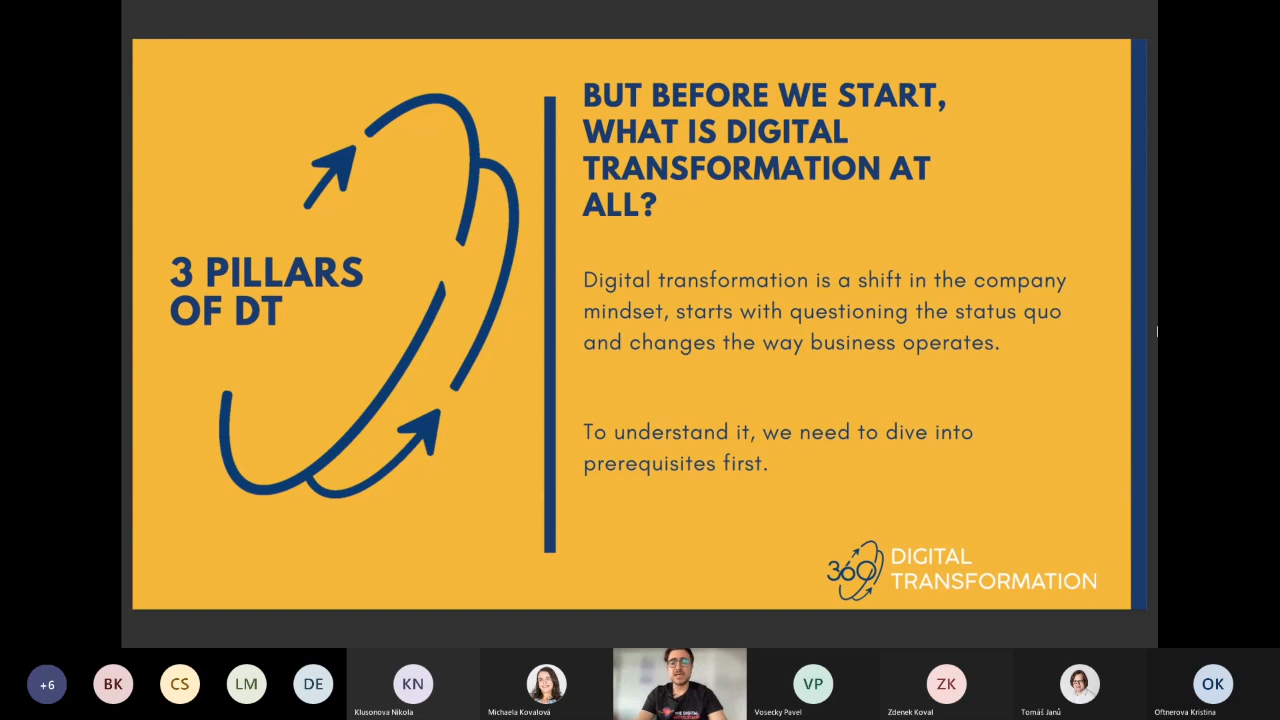 BUT BEFORE WE START,
WHAT IS DIGITAL
TRANSFORMATION AT
ALL?
3 PILLARS
OF DT
Digital transformation is a shift in the company
mindset, starts with questioning the status quo
and changes the way business operates.
To understand it, we need to dive into
prerequisites first.
360
DIGITAL
TRANSFORMATION
+6
BK
CS
LM
DE
KN
Klusonova Nikola
Michaela Kovalová
THE DIGITAL
VP
Vosecky Pavel
ZK
Zdenek Koval
Tomáš Janů
OK
Oftnerova Kristina